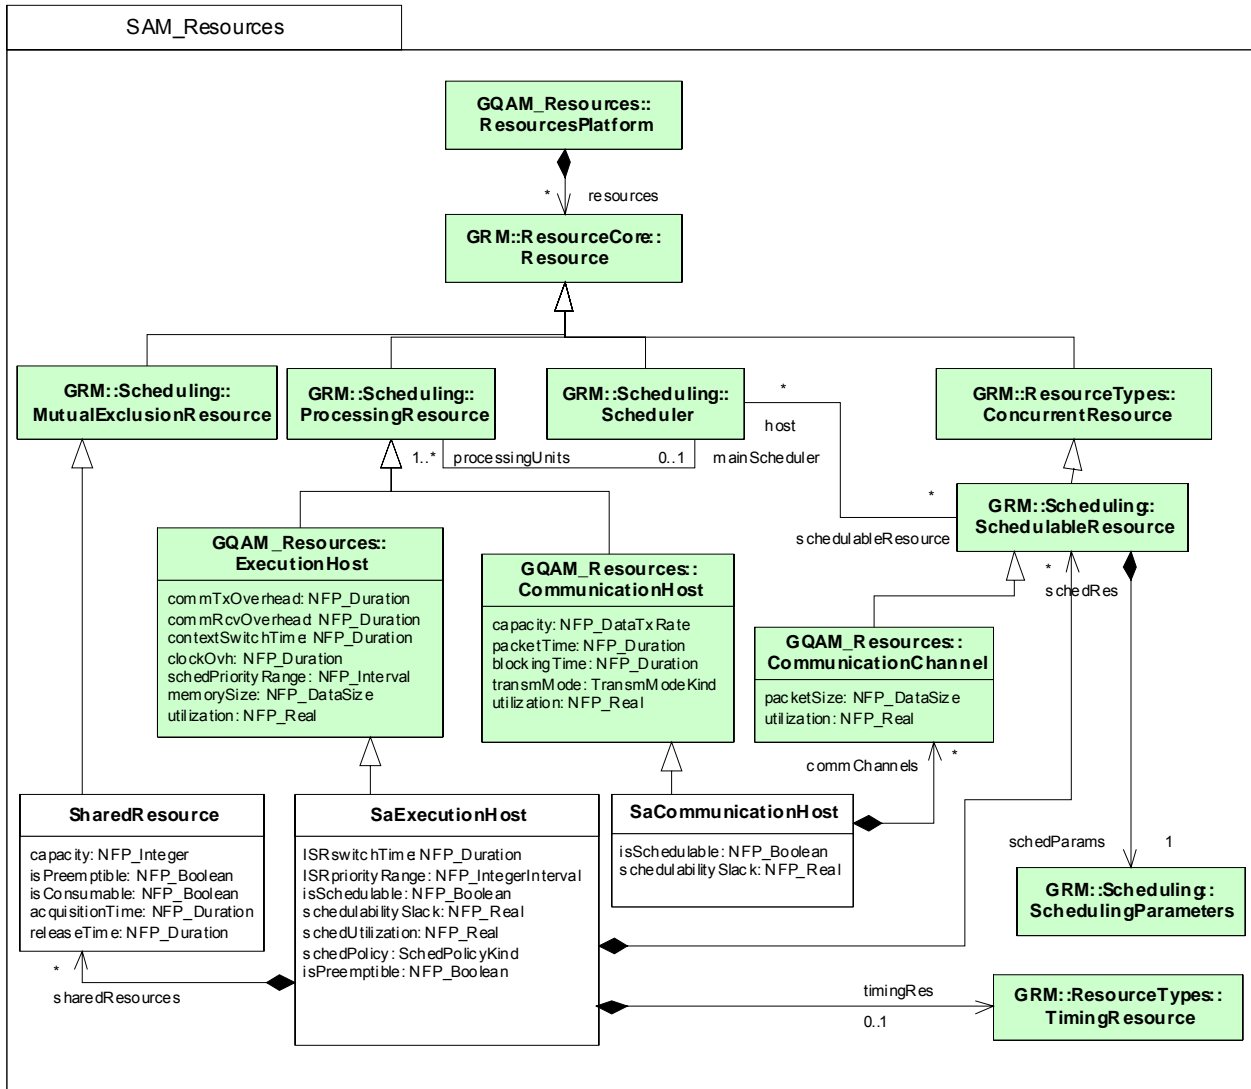 SAM_Resources
GQAM_Resources::
ResourcesPlatform
*
resources
GRM::ResourceCore::
Resource
GRM::Scheduling::
MutualExclusionResource
GRM::Scheduling::
ProcessingResource
GRM::Scheduling::
Scheduler
*
host
GRM::ResourceTypes::
ConcurrentResource
1..* processingUnits 0..1 mainScheduler
*
schedulableResource
GRM::Scheduling::
SchedulableResource
*
schedRes
GQAM_Resources::
ExecutionHost
commTxOverhead: NFP_Duration
commRcvOverhead: NFP_Duration
contextSwitchTime: NFP_Duration
clockOvh: NFP_Duration
schedPriorityRange: NFP_Interval
memorySize: NFP_DataSize
utilization: NFP_Real
GQAM_Resources::
CommunicationHost
capacity: NFP_DataTxRate
packetTime: NFP_Duration
blockingTime: NFP_Duration
transmMode: TransmModeKind
utilization: NFP_Real
GQAM_Resources::
CommunicationChannel
packetSize: NFP_DataSize
utilization: NFP_Real
commChannels
*
SharedResource
capacity: NFP_Integer
isPreemptible: NFP_Boolean
isConsumable: NFP_Boolean
acquisitionTime: NFP_Duration
releaseTime: NFP_Duration
*
sharedResources
SaExecutionHost
ISRswitchTime: NFP_Duration
ISRpriorityRange: NFP_IntegerInterval
isSchedulable: NFP_Boolean
schedulabilitySlack: NFP_Real
schedUtilization: NFP_Real
schedPolicy: SchedPolicyKind
isPreemptible: NFP_Boolean
SaCommunicationHost
isSchedulable: NFP_Boolean
schedulabilitySlack: NFP_Real
schedParams
1
GRM::Scheduling::
SchedulingParameters
timingRes
0..1
GRM::ResourceTypes::
TimingResource